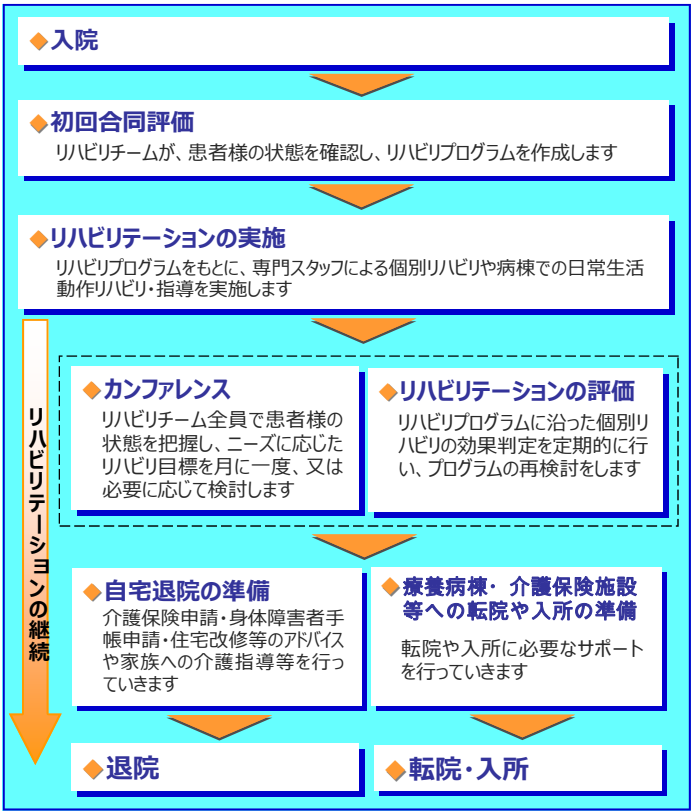 ◆入院
◆初回合同評価
リハビリチームが、患者様の状態を確認し、リハビリプログラムを作成します
◆リハビリテーションの実施
リハビリプログラムをもとに、専門スタッフによる個別リハビリや病棟での日常生活
動作リハビリ・指導を実施します
リハビリテーションの継続
◆カンファレンス
リハビリチーム全員で患者様の
状態を把握し、ニーズに応じた
リハビリ目標を月に一度、又は
必要に応じて検討します
◆リハビリテーションの評価
リハビリプログラムに沿った個別リ
ハビリの効果判定を定期的に行
い、プログラムの再検討をします
◆自宅退院の準備
介護保険申請・身体障害者手
帳申請・住宅改修等のアドバイス
や家族への介護指導等を行っ
ていきます
◆療養病棟・ 介護保険施設
等への転院や入所の準備
転院や入所に必要なサポート
を行っていきます
◆退院
◆転院・入所